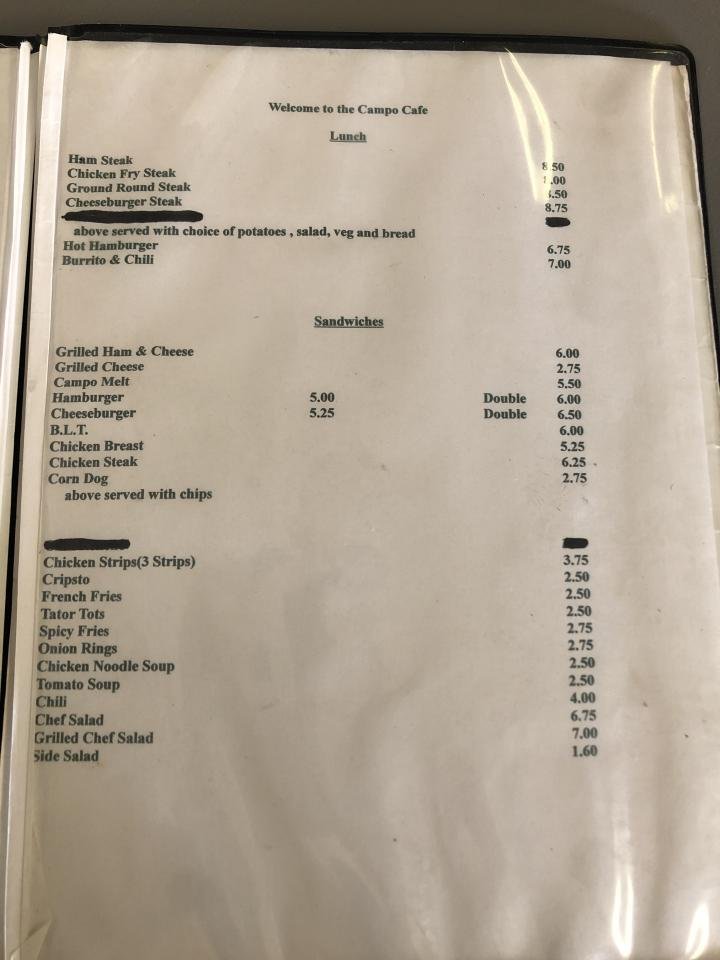 Welcome to the Campo Cafe
Lunch
Ham Steak 8.50
Chicken Fry Steak
Ground Round Steak
Cheeseburger Steak 8.75
above served with choice of potatoes , salad, veg and bread
Hot Hamburger 6.75
Burrito & Chili 7.00
Sandwiches
Grilled Ham & Cheese 6.00
Grilled Cheese 2.75
Campo Melt 5.50
Hamburger 5.00 Double 6.00
Cheeseburger 5.25 Double 6.50
B.L.T. 6.00
Chicken Breast 5.25
Chicken Steak 6.25
Corn Dog 2.75
above served with chips
Chicken Strips(3 Strips) 3.75
Cripsto 2.50
French Fries 2.50
Tator Tots 2.50
Spicy Fries 2.75
Onion Rings 2.75
Chicken Noodle Soup 2.50
Tomato Soup 2.50
Chili 4.00
Chef Salad 6.75
Grilled Chef Salad 7.00
Side Salad 1.60